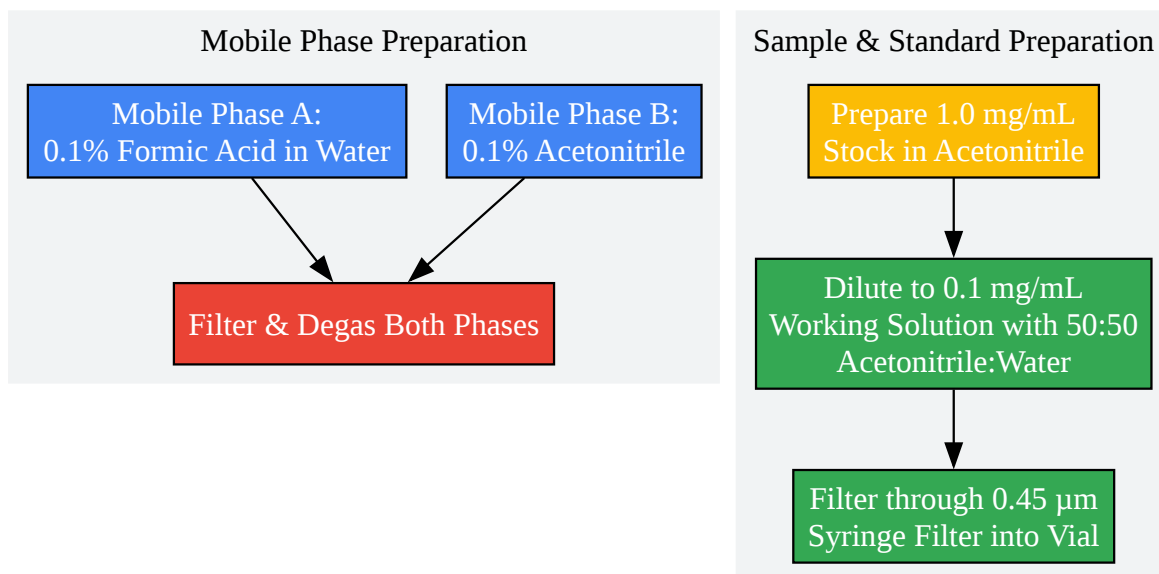 Mobile Phase Preparation
Mobile Phase A:
0.1% Formic Acid in Water
Mobile Phase B:
0.1% Acetonitrile
Filter & Degas Both Phases
Sample & Standard Preparation
Prepare 1.0 mg/mL
Stock in Acetonitrile
Dilute to 0.1 mg/mL
Working Solution with 50:50
Acetonitrile:Water
Filter through 0.45 µm
Syringe Filter into Vial